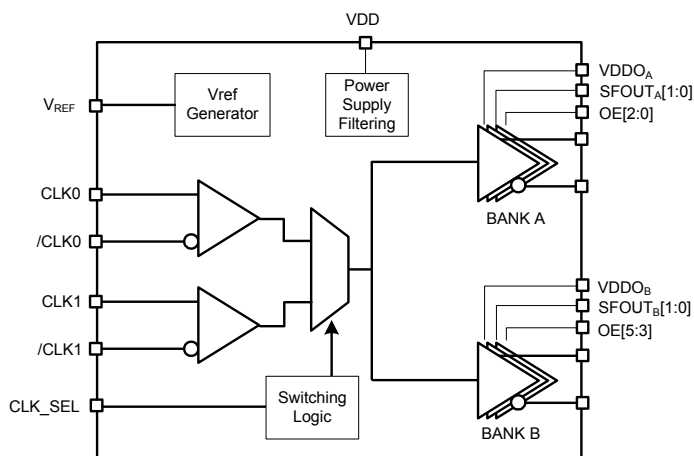 VDD
VREF
Vref
Generator
Power
Supply
Filtering
VDDOA
SFOUTA[1:0]
OE[2:0]
BANK A
CLK0
/CLK0
CLK1
/CLK1
CLK_SEL
Switching
Logic
VDDOB
SFOUTB[1:0]
OE[5:3]
BANK B